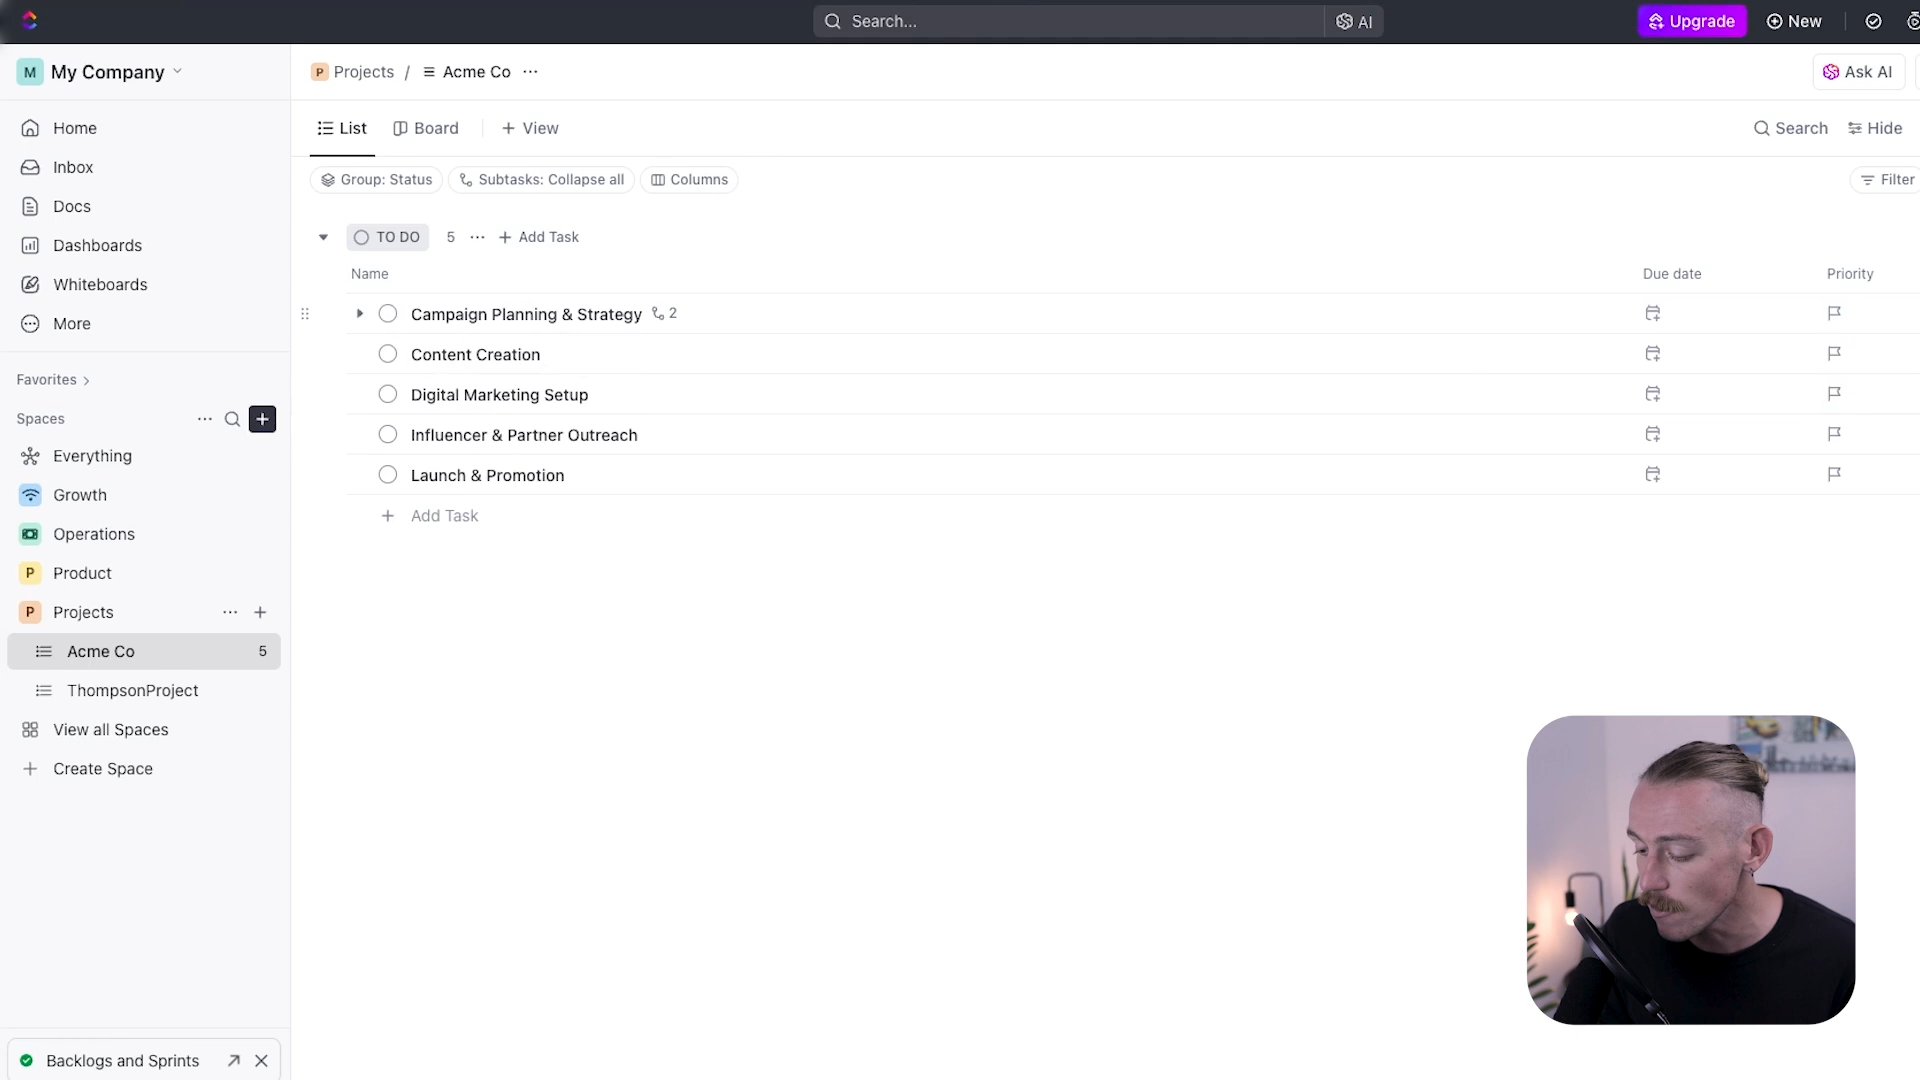 Search...
AI
Upgrade
New
M My Company
P Projects / Acme Co ...
Ask AI
Home
Inbox
Docs
Dashboards
Whiteboards
More
List
Board
+ View
Search
Hide
Group: Status
Subtasks: Collapse all
Columns
Filter
TO DO 5 ... + Add Task
Name
Due date
Priority
Campaign Planning & Strategy 2
Content Creation
Digital Marketing Setup
Influencer & Partner Outreach
Launch & Promotion
+ Add Task
Favorites >
Spaces ... +
Everything
Growth
Operations
P Product
P Projects ... +
Acme Co 5
ThompsonProject
View all Spaces
+ Create Space
Backlogs and Sprints